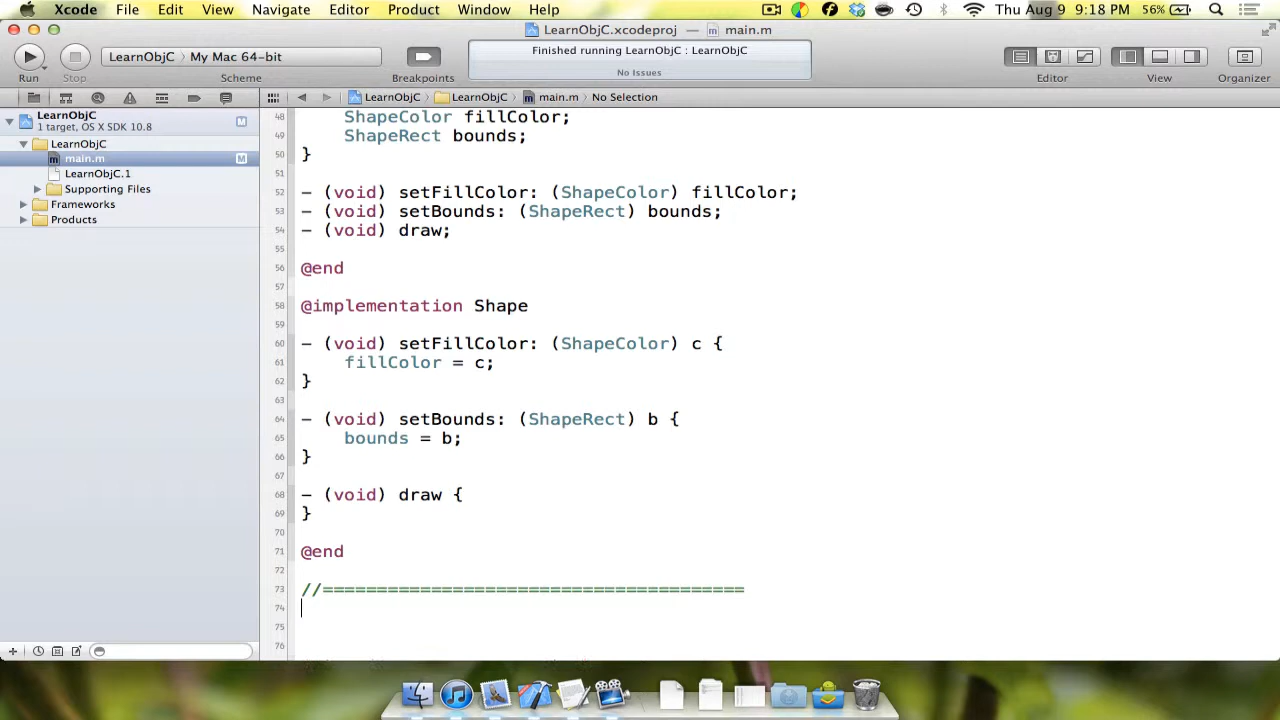 Xcode File Edit View Navigate Editor Product Window Help Thu Aug 9 9:18 PM 56%
LearnObjC.xcodeproj — main.m
Run Stop LearnObjC My Mac 64-bit Scheme Breakpoints
Finished running LearnObjC : LearnObjC
No Issues
Editor View Organizer
LearnObjC LearnObjC main.m No Selection
LearnObjC M
1 target, OS X SDK 10.8
LearnObjC
main.m M
LearnObjC.1
Supporting Files
Frameworks
Products
48 ShapeColor fillColor;
49 ShapeRect bounds;
50 }
51
52 - (void) setFillColor: (ShapeColor) fillColor;
53 - (void) setBounds: (ShapeRect) bounds;
54 - (void) draw;
55
56 @end
57
58 @implementation Shape
59
60 - (void) setFillColor: (ShapeColor) c {
61 fillColor = c;
62 }
63
64 - (void) setBounds: (ShapeRect) b {
65 bounds = b;
66 }
67
68 - (void) draw {
69 }
70
71 @end
72
73 //=======================================
74
75
76